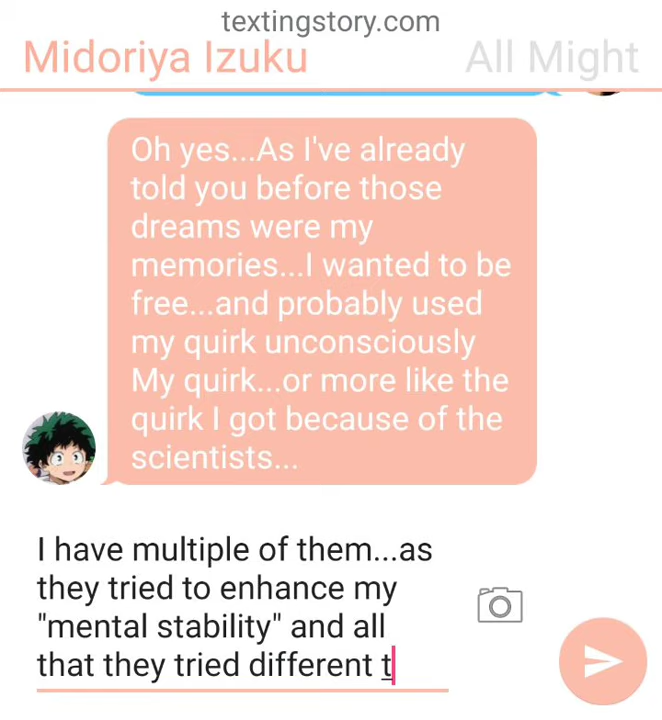 textingstory.com
Midoriya Izuku
All Might
Oh yes...As I've already
told you before those
dreams were my
memories...I wanted to be
free...and probably used
my quirk unconsciously
My quirk...or more like the
quirk I got because of the
scientists...
I have multiple of them...as
they tried to enhance my
"mental stability" and all
that they tried different t